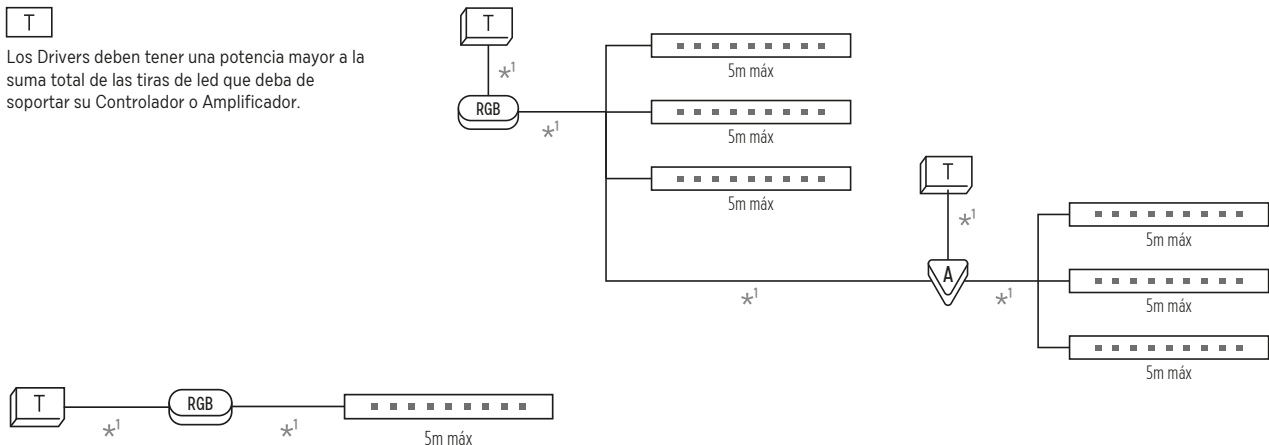 T
Los Drivers deben tener una potencia mayor a la
suma total de las tiras de led que deba de
soportar su Controlador o Amplificador.
T
*1
RGB
*1
5m máx
5m máx
5m máx
T
*1
A
*1
*1
5m máx
5m máx
5m máx
T
*1
RGB
*1
5m máx